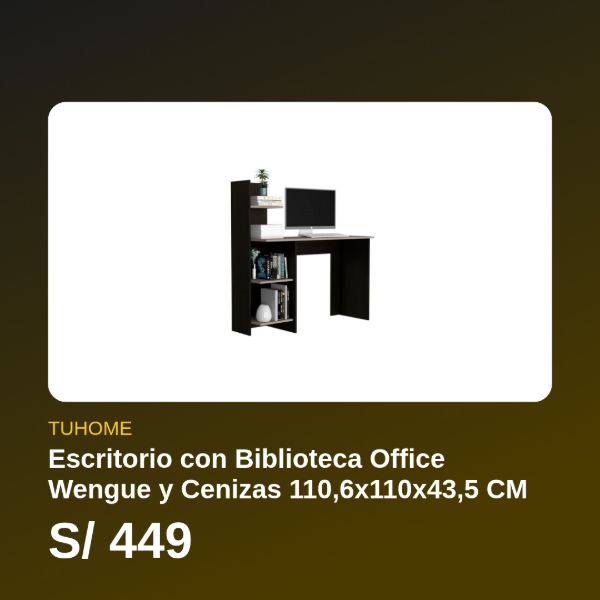 TUHOME
Escritorio con Biblioteca Office
Wengue y Cenizas 110,6x110x43,5 CM
S/ 449